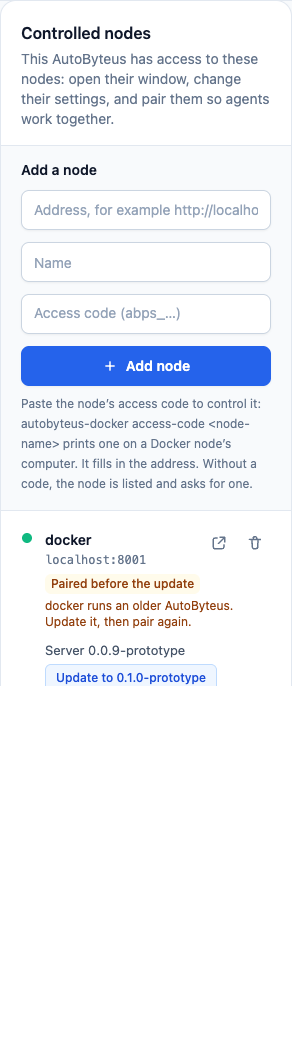 Controlled nodes
This AutoByteus has access to these
nodes: open their window, change
their settings, and pair them so agents
work together.
Add a node
Address, for example http://localho
Name
Access code (abps_...)
+ Add node
Paste the node's access code to control it:
autobyteus-docker access-code <node-
name> prints one on a Docker node's
computer. It fills in the address. Without a
code, the node is listed and asks for one.
docker
localhost:8001
Paired before the update
docker runs an older AutoByteus.
Update it, then pair again.
Server 0.0.9-prototype
Update to 0.1.0-prototype